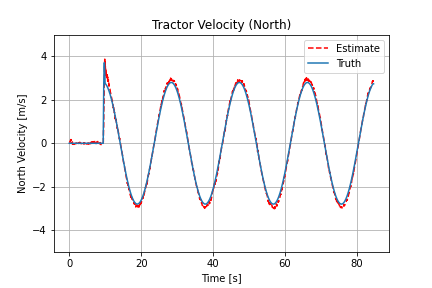 Tractor Velocity (North)
Estimate
Truth
North Velocity [m/s]
4
2
0
−2
−4
0 20 40 60 80
Time [s]